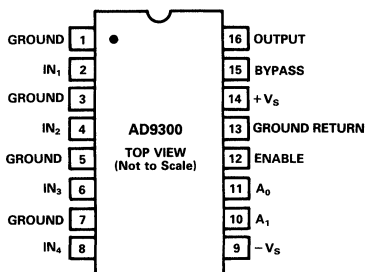 GROUND 1 16 OUTPUT
IN₁ 2 15 BYPASS
GROUND 3 14 +Vₛ
IN₂ 4 13 GROUND RETURN
AD9300
TOP VIEW
(Not to Scale)
GROUND 5 12 ENABLE
IN₃ 6 11 A₀
GROUND 7 10 A₁
IN₄ 8 9 −Vₛ